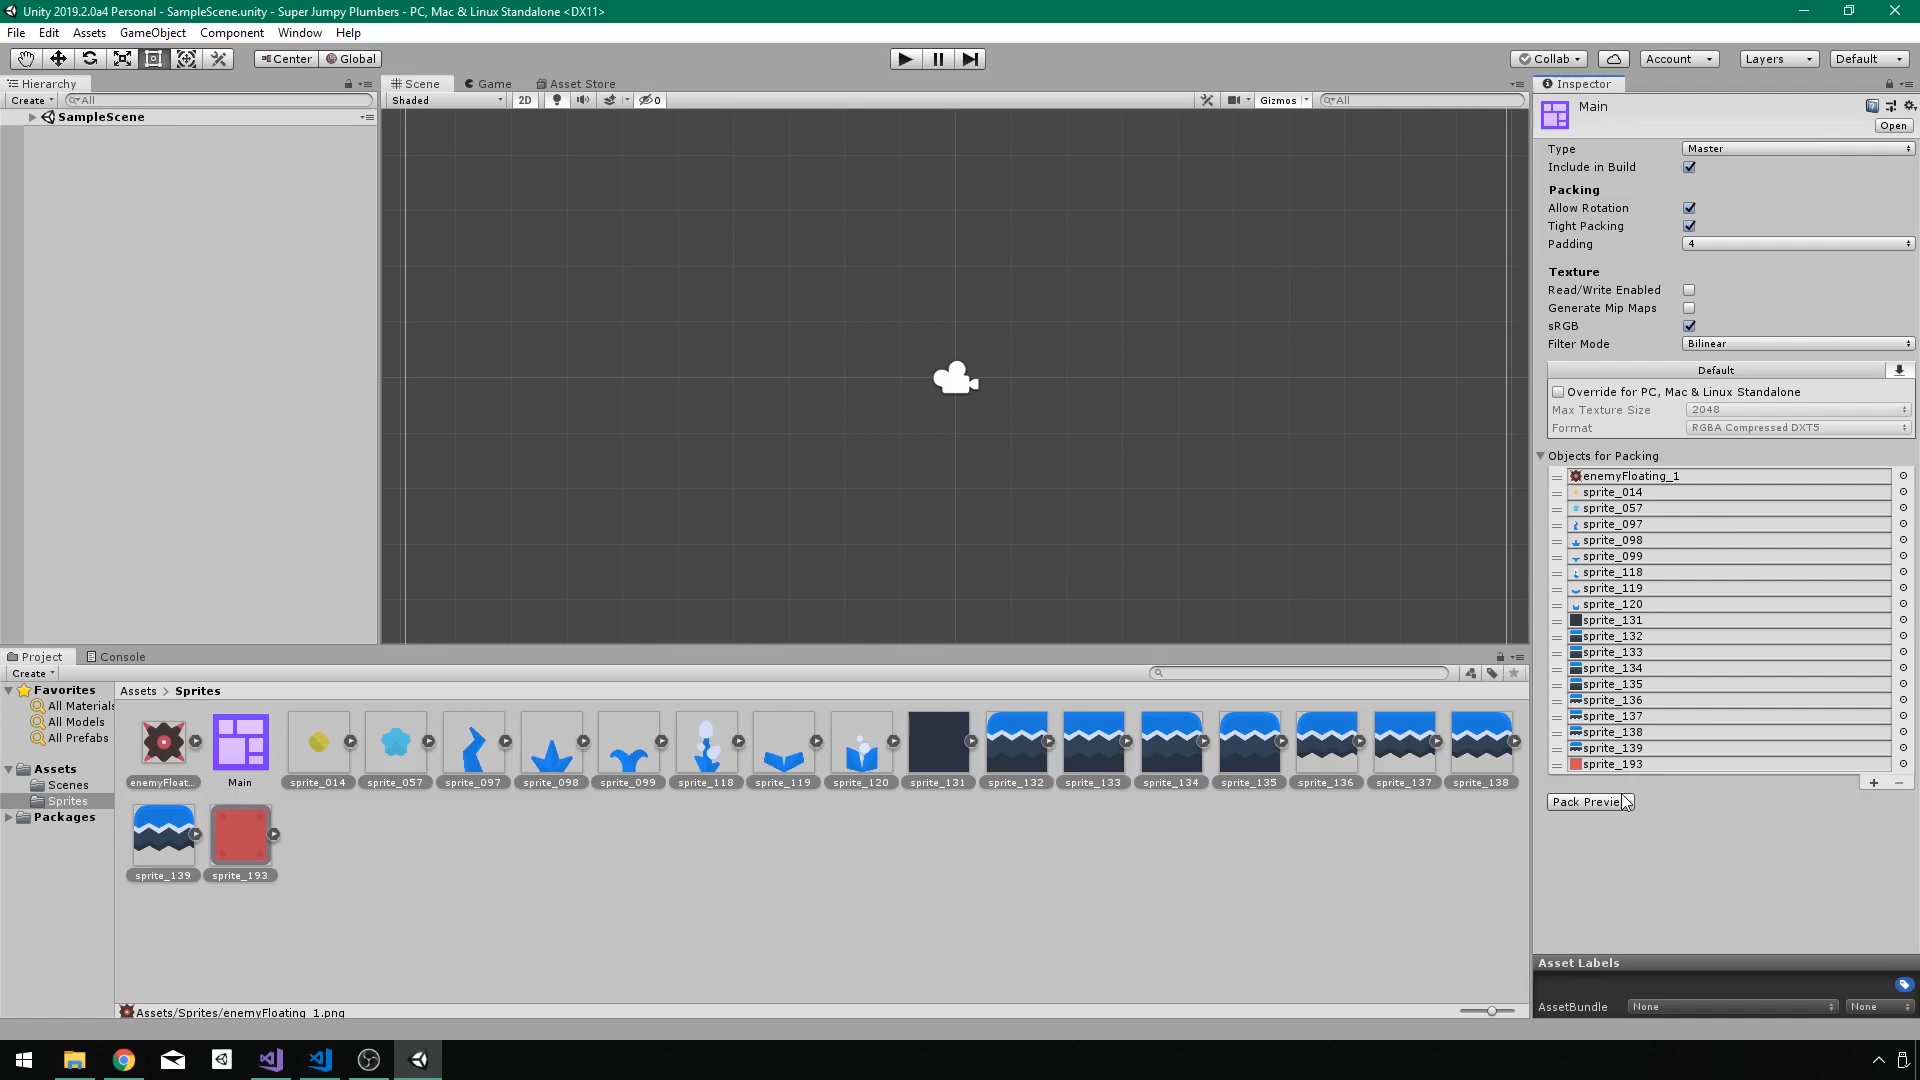 Unity 2019.2.0a4 Personal - SampleScene.unity - Super Jumpy Plumbers - PC, Mac & Linux Standalone <DX11>
File Edit Assets GameObject Component Window Help
Center Global Collab Account Layers Default
Hierarchy
Create All
SampleScene
Scene Game Asset Store
Shaded 2D 0 Gizmos All
Inspector
Main
Open
Type Master
Include in Build
Packing
Allow Rotation
Tight Packing
Padding 4
Texture
Read/Write Enabled
Generate Mip Maps
sRGB
Filter Mode Bilinear
Default
Override for PC, Mac & Linux Standalone
Max Texture Size 2048
Format RGBA Compressed DXT5
Objects for Packing
enemyFloating_1
sprite_014
sprite_057
sprite_097
sprite_098
sprite_099
sprite_118
sprite_119
sprite_120
sprite_131
sprite_132
sprite_133
sprite_134
sprite_135
sprite_136
sprite_137
sprite_138
sprite_139
sprite_193
Pack Previe
Asset Labels
AssetBundle None None
Project Console
Create
Favorites
All Materials
All Models
All Prefabs
Assets
Scenes
Sprites
Packages
Assets > Sprites
enemyFloat... Main sprite_014 sprite_057 sprite_097 sprite_098 sprite_099 sprite_118 sprite_119 sprite_120 sprite_131 sprite_132 sprite_133 sprite_134 sprite_135 sprite_136 sprite_137 sprite_138
sprite_139 sprite_193
Assets/Sprites/enemyFloating_1.png